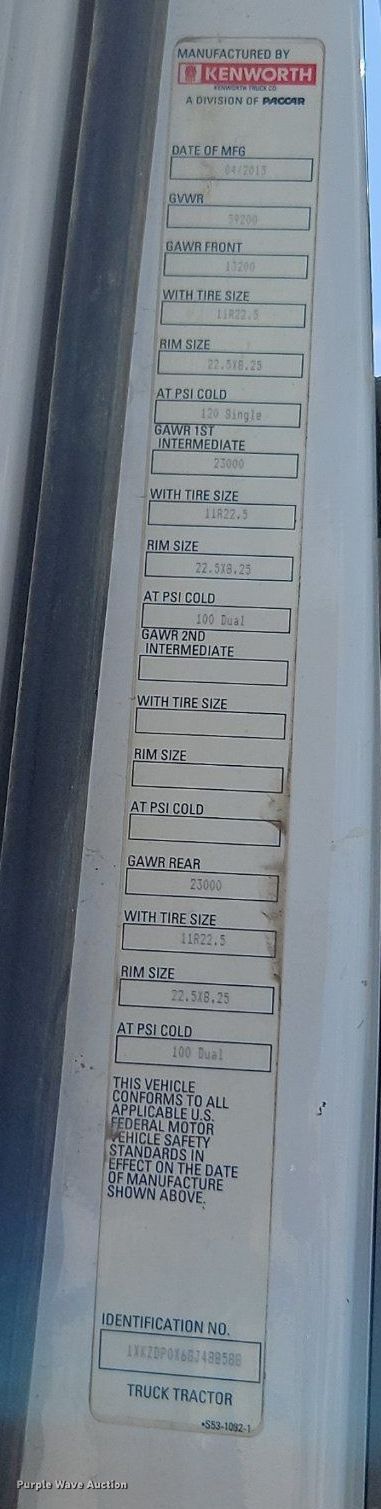 MANUFACTURED BY
KENWORTH
KENWORTH TRUCK CO.
A DIVISION OF PACCAR
DATE OF MFG
04/2015
GVWR
59200
GAWR FRONT
13200
WITH TIRE SIZE
11R22.5
RIM SIZE
22.5X8.25
AT PSI COLD
120 Single
GAWR 1ST
INTERMEDIATE
23000
WITH TIRE SIZE
11R22.5
RIM SIZE
22.5X8.25
AT PSI COLD
100 Dual
GAWR 2ND
INTERMEDIATE
WITH TIRE SIZE
RIM SIZE
AT PSI COLD
GAWR REAR
23000
WITH TIRE SIZE
11R22.5
RIM SIZE
22.5X8.25
AT PSI COLD
100 Dual
THIS VEHICLE
CONFORMS TO ALL
APPLICABLE U.S.
FEDERAL MOTOR
VEHICLE SAFETY
STANDARDS IN
EFFECT ON THE DATE
OF MANUFACTURE
SHOWN ABOVE.
IDENTIFICATION NO.
TRUCK TRACTOR
•S53-1082-1
Purple Wave Auction